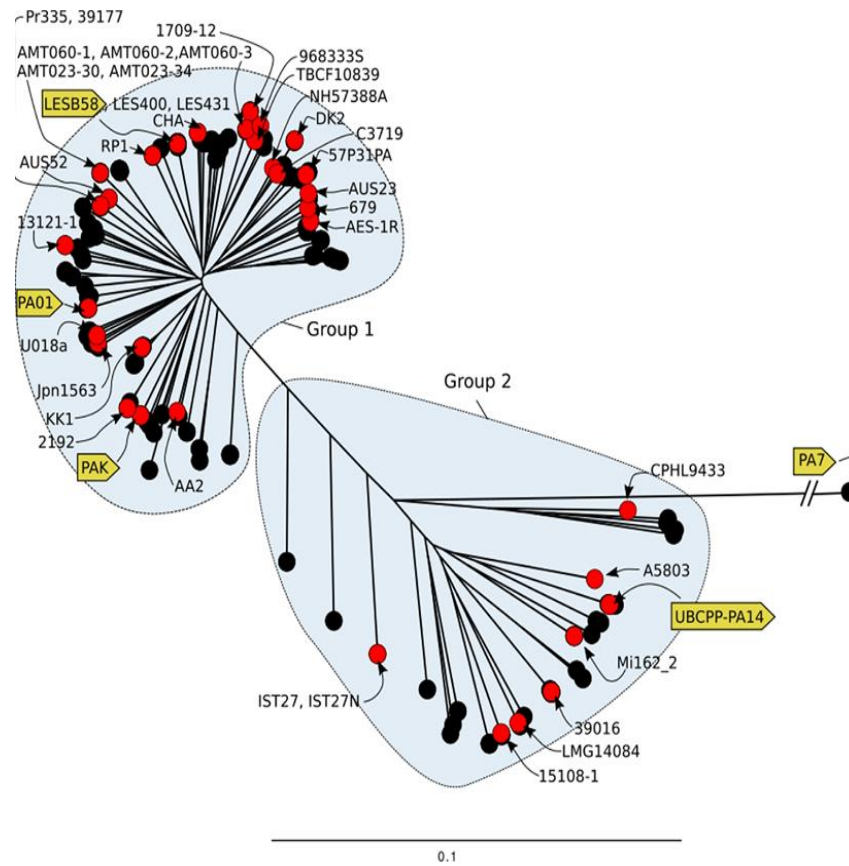 Pr335, 39177
1709-12
AMT060-1, AMT060-2,AMT060-3
AMT023-30, AMT023-34
968333S
TBCF10839
NH57388A
LESB58, LES400, LES431
DK2
CHA
C3719
RP1
57P31PA
AUS52
AUS23
679
13121-1
AES-1R
PA01
Group 1
U018a
Jpn1563
Group 2
KK1
2192
PAK
AA2
CPHL9433
PA7
A5803
UBCPP-PA14
Mi162_2
IST27, IST27N
39016
LMG14084
15108-1
0.1